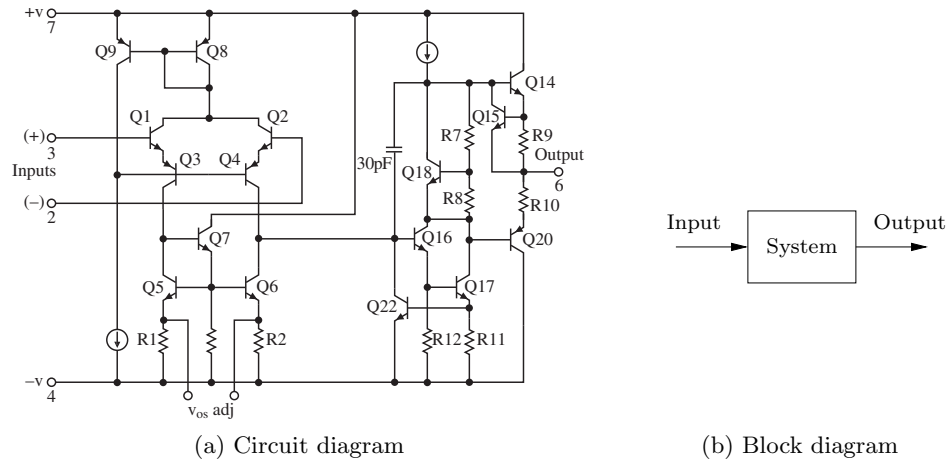 +v
7
Q9
Q8
Q14
Q1
Q2
Q15
(+)
3
R7
R9
Inputs
Q3
Q4
30pF
Output
6
Q18
(−)
2
R8
R10
Q7
Q16
Q20
Q5
Q6
Q17
Q22
R1
R2
R12
R11
−v
4
vos adj
(a) Circuit diagram
Input
Output
System
(b) Block diagram